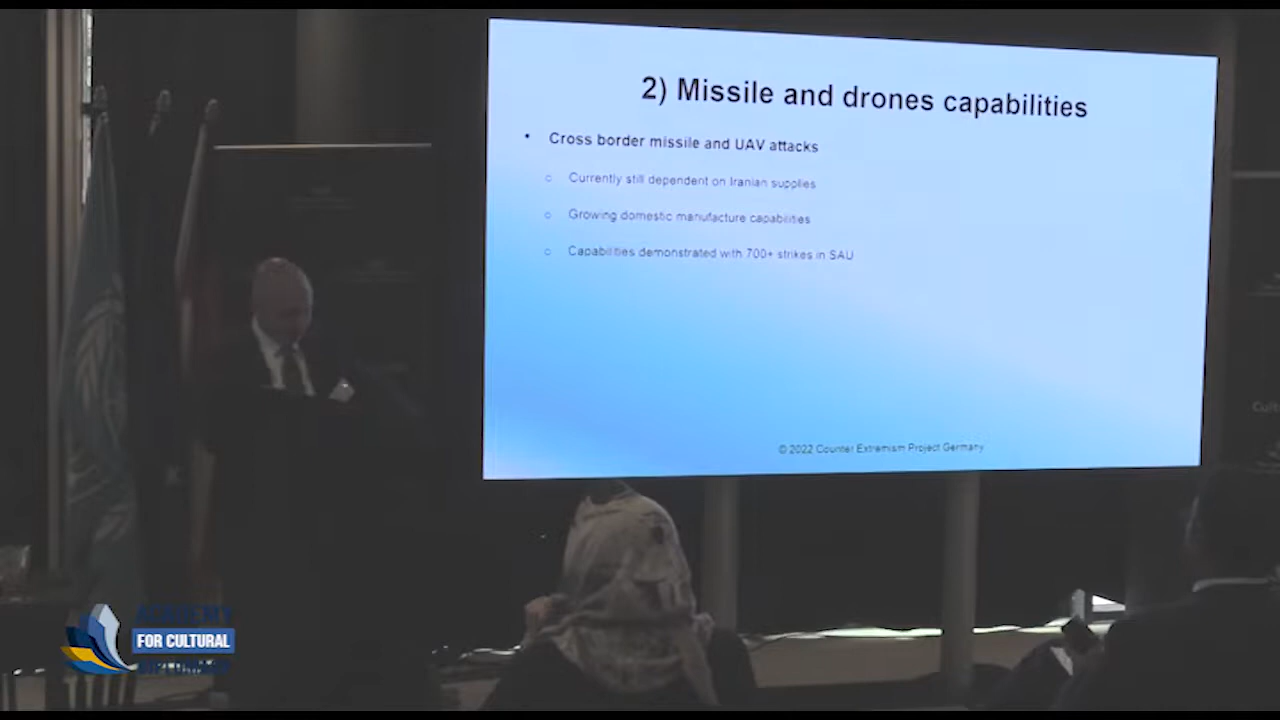 2) Missile and drones capabilities
• Cross border missile and UAV attacks
○ Currently still dependent on Iranian supplies
○ Growing domestic manufacture capabilities
○ Capabilities demonstrated with 700+ strikes in SAU
© 2022 Counter Extremism Project Germany
ACADEMY
FOR CULTURAL
DIPLOMACY